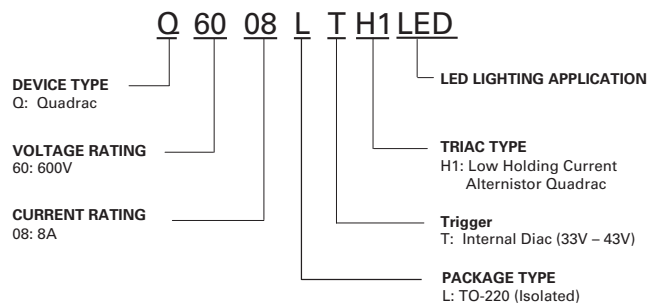 Q 60 08 L T H1 LED
DEVICE TYPE
Q: Quadrac
VOLTAGE RATING
60: 600V
CURRENT RATING
08: 8A
LED LIGHTING APPLICATION
TRIAC TYPE
H1: Low Holding Current
Alternistor Quadrac
Trigger
T: Internal Diac (33V – 43V)
PACKAGE TYPE
L: TO-220 (Isolated)